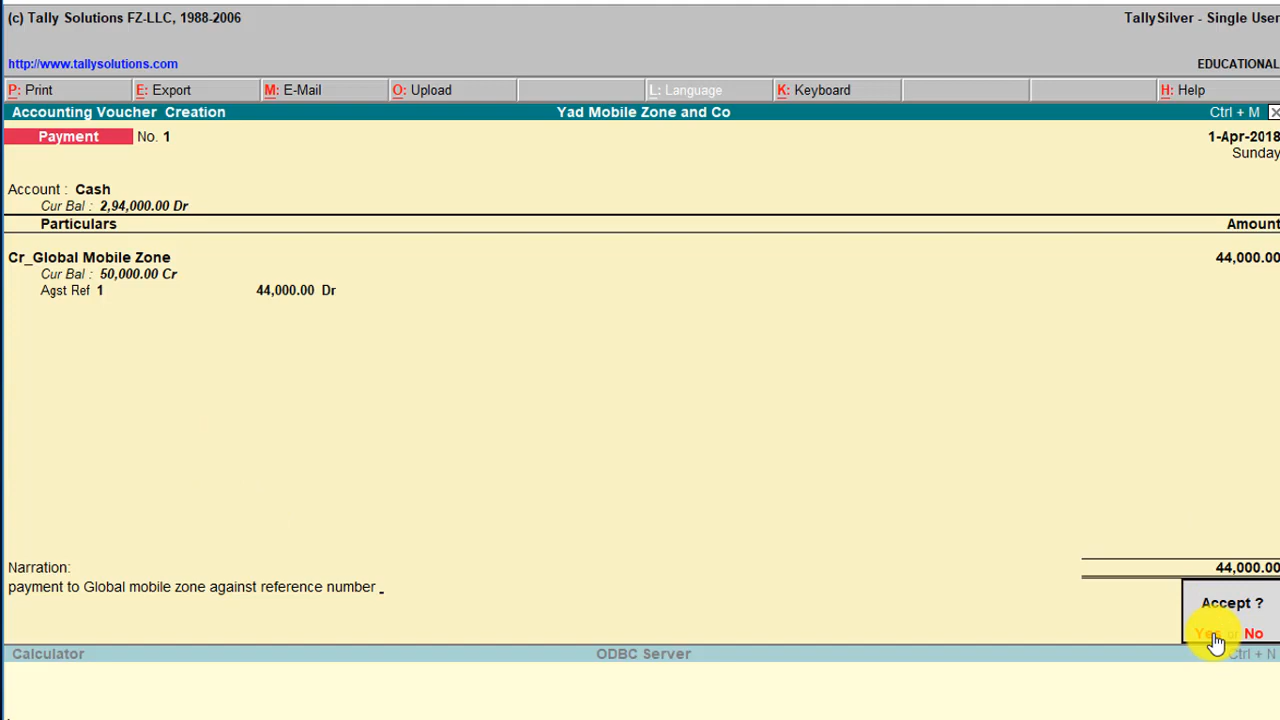 (c) Tally Solutions FZ-LLC, 1988-2006 TallySilver - Single User
http://www.tallysolutions.com EDUCATIONAL
P: Print E: Export M: E-Mail O: Upload L: Language K: Keyboard H: Help
Accounting Voucher Creation Yad Mobile Zone and Co Ctrl + M
Payment No. 1 1-Apr-2018
Sunday
Account : Cash
Cur Bal : 2,94,000.00 Dr
Particulars Amount
Cr_Global Mobile Zone 44,000.00
Cur Bal : 50,000.00 Cr
Agst Ref 1 44,000.00 Dr
Narration: 44,000.00
payment to Global mobile zone against reference number
Accept ?
Yes or No
Calculator ODBC Server Ctrl + N